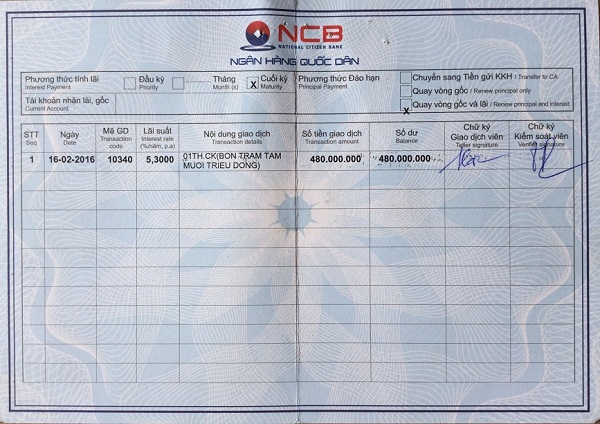 NCB
NATIONAL CITIZEN BANK
NGÂN HÀNG QUỐC DÂN
Phương thức tính lãi
Interest Payment
Đầu kỳ
Priority
Tháng
Month (s)
X
Cuối kỳ
Maturity
Phương thức Đáo hạn
Principal Payment
Chuyển sang Tiền gửi KKH / Transfer to CA
Quay vòng gốc / Renew principal only
X Quay vòng gốc và lãi / Renew principal and interest
Tài khoản nhận lãi, gốc
Current Account
STT Ngày Mã GD Lãi suất Nội dung giao dịch Số tiền giao dịch Số dư Chữ ký Chữ ký
Seq Date Transaction Interest rate Transaction details Transaction amount Balance Giao dịch viên Kiểm soát viên
code (%/năm, p.a) Teller signature Verifier signature
1 16-02-2016 10340 5,3000 01TH.CK(BON TRAM TAM 480.000.000 480.000.000
MUOI TRIEU DONG)